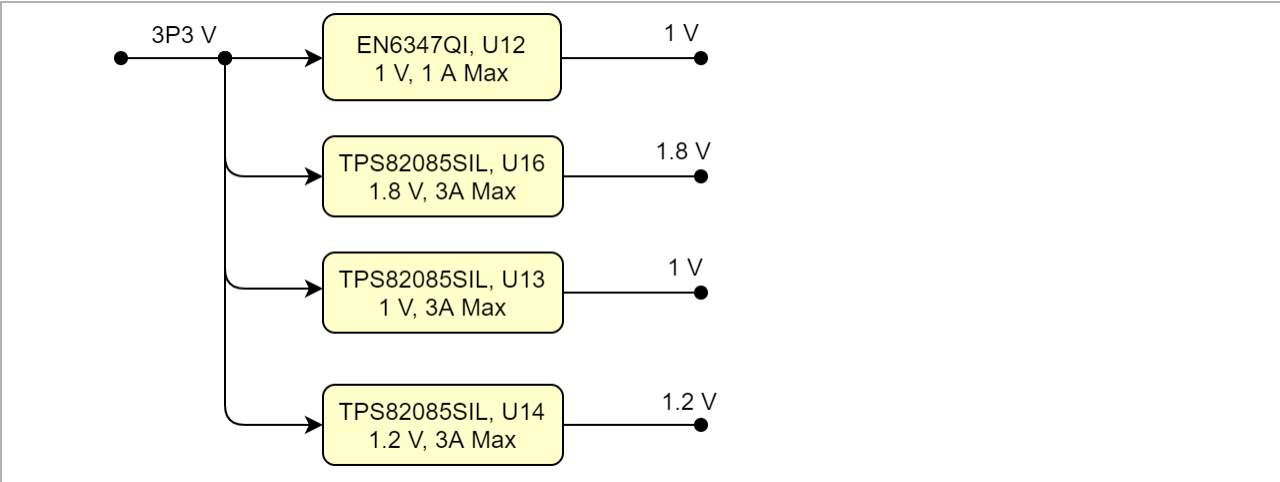 3P3 V
EN6347QI, U12
1 V, 1 A Max
1 V
TPS82085SIL, U16
1.8 V, 3A Max
1.8 V
TPS82085SIL, U13
1 V, 3A Max
1 V
TPS82085SIL, U14
1.2 V, 3A Max
1.2 V